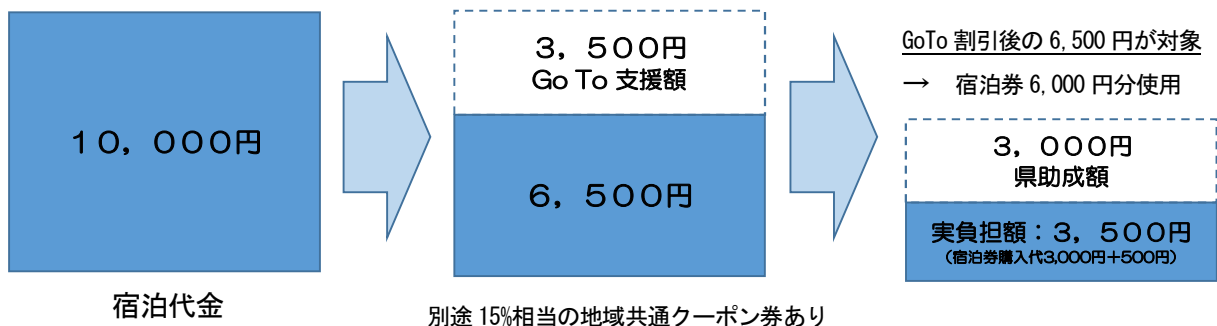 10,000円
宿泊代金
3,500円
Go To 支援額
6,500円
別途 15%相当の地域共通クーポン券あり
GoTo 割引後の 6,500 円が対象
→ 宿泊券 6,000 円分使用
3,000円
県助成額
実負担額：3,500円
（宿泊券購入代3,000円＋500円）